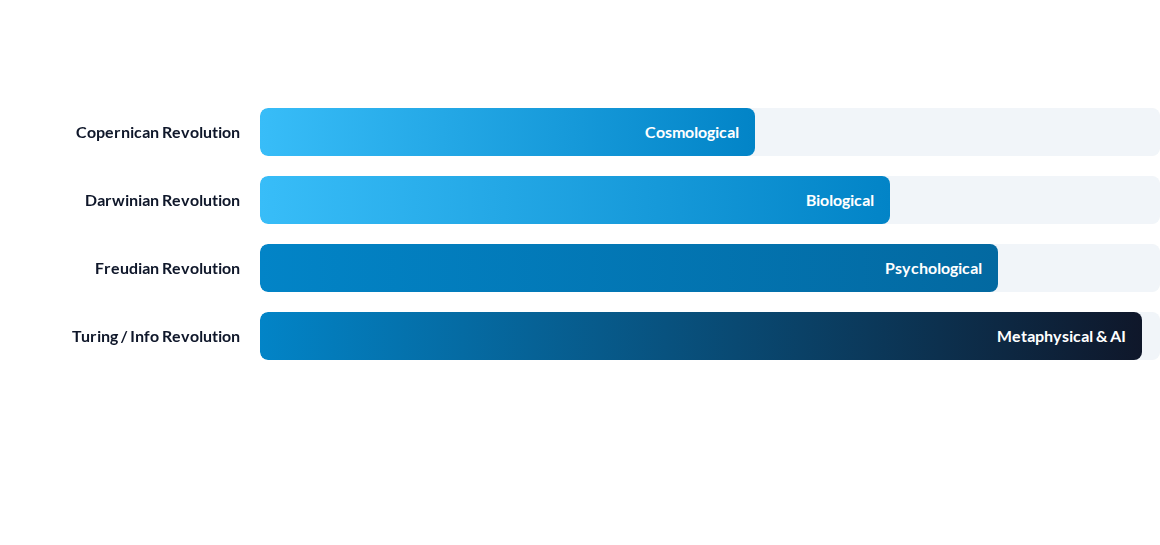 Copernican Revolution Cosmological
Darwinian Revolution Biological
Freudian Revolution Psychological
Turing / Info Revolution Metaphysical & AI